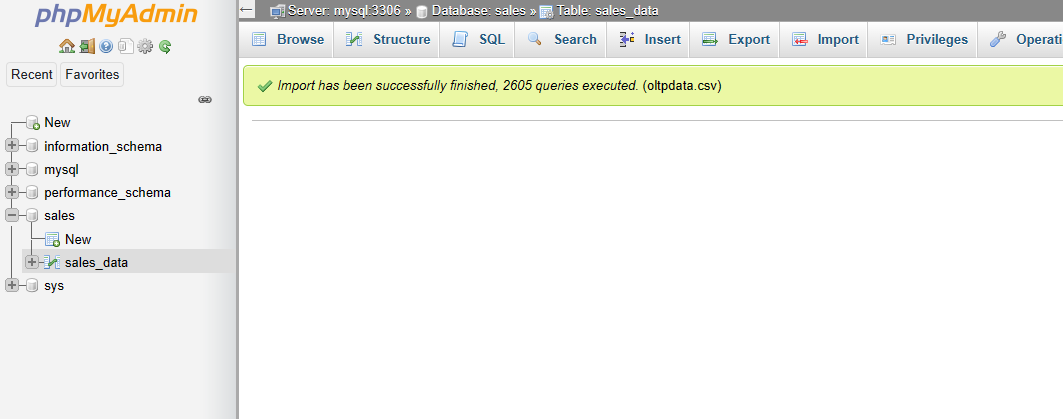 phpMyAdmin
Recent Favorites
New
information_schema
mysql
performance_schema
sales
New
sales_data
sys
Server: mysql:3306 » Database: sales » Table: sales_data
Browse Structure SQL Search Insert Export Import Privileges Operati
Import has been successfully finished, 2605 queries executed. (oltpdata.csv)